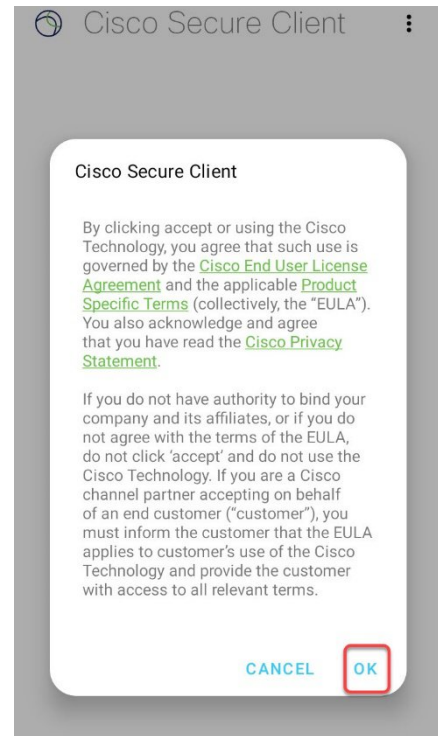 Cisco Secure Client
Cisco Secure Client
By clicking accept or using the Cisco
Technology, you agree that such use is
governed by the Cisco End User License
Agreement and the applicable Product
Specific Terms (collectively, the “EULA”).
You also acknowledge and agree
that you have read the Cisco Privacy
Statement.
If you do not have authority to bind your
company and its affiliates, or if you do
not agree with the terms of the EULA,
do not click ‘accept’ and do not use the
Cisco Technology. If you are a Cisco
channel partner accepting on behalf
of an end customer (“customer”), you
must inform the customer that the EULA
applies to customer’s use of the Cisco
Technology and provide the customer
with access to all relevant terms.
CANCEL OK